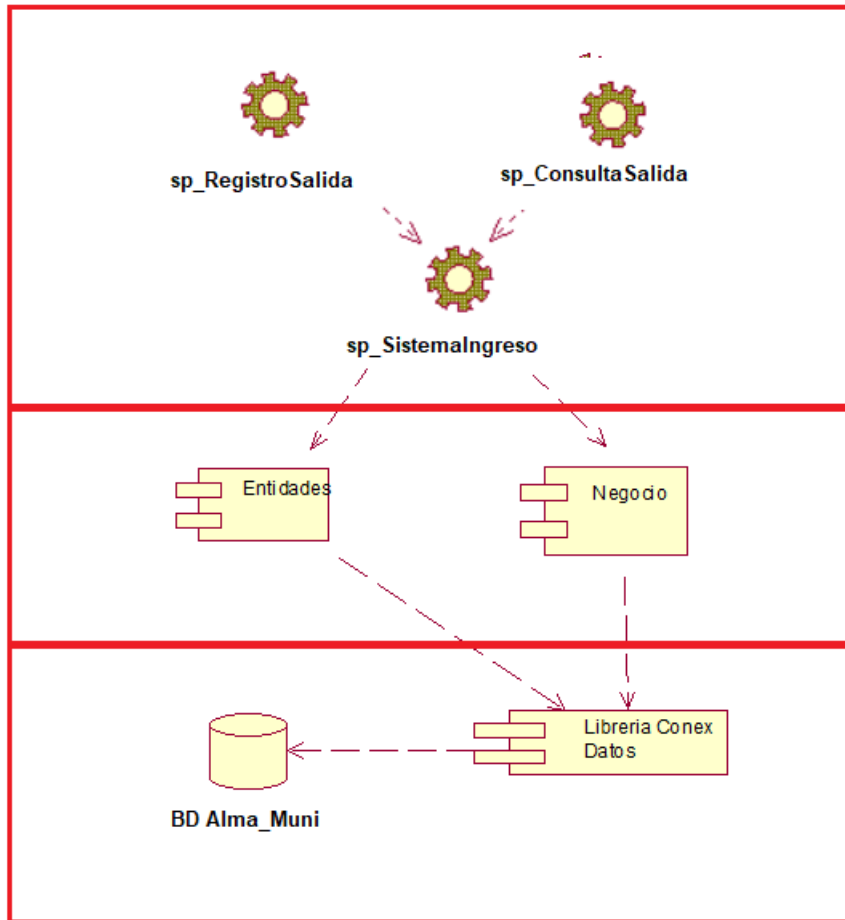 sp_RegistroSalida
sp_ConsultaSalida
sp_SistemaIngreso
Entidades
Negocio
Libreria Conex
Datos
BD Alma_Muni